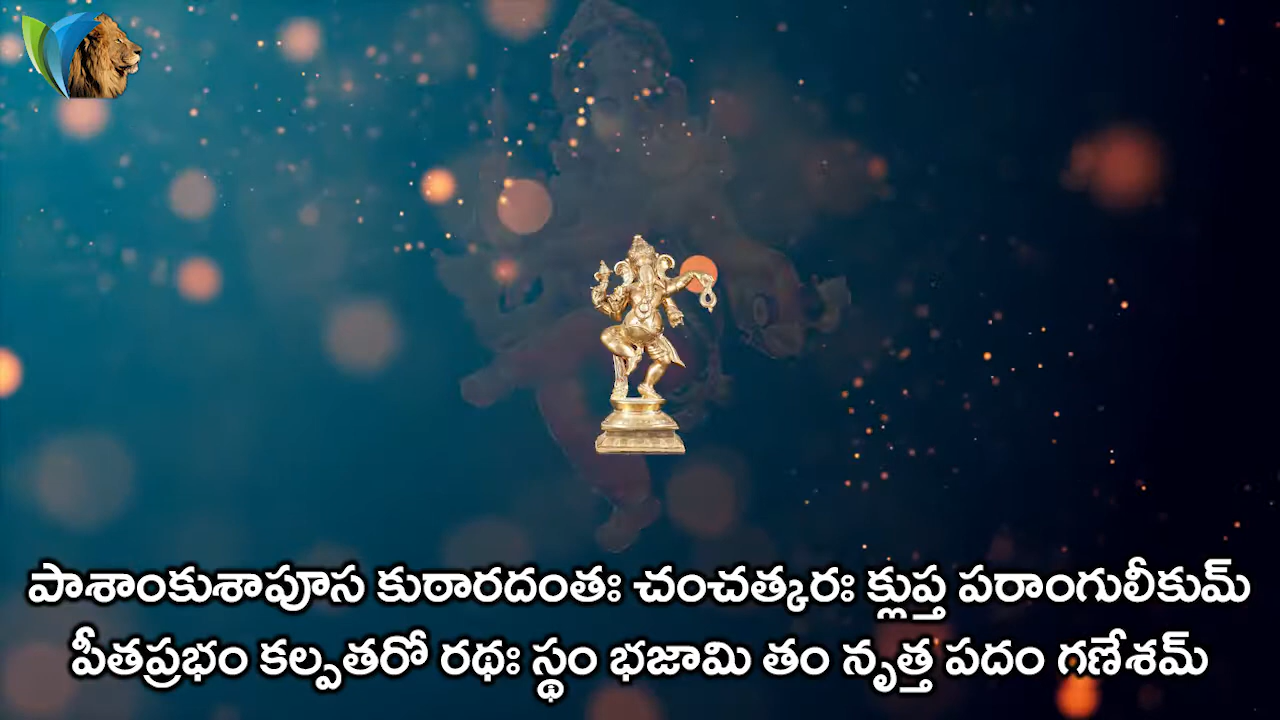 పాశాంకుశాపూస కుఠారదంతః చంచత్కరః క్లుప్త పరాంగులీకుమ్
పీతప్రభం కల్పతరో రథః స్థం భజామి తం నృత్త పదం గణేశమ్